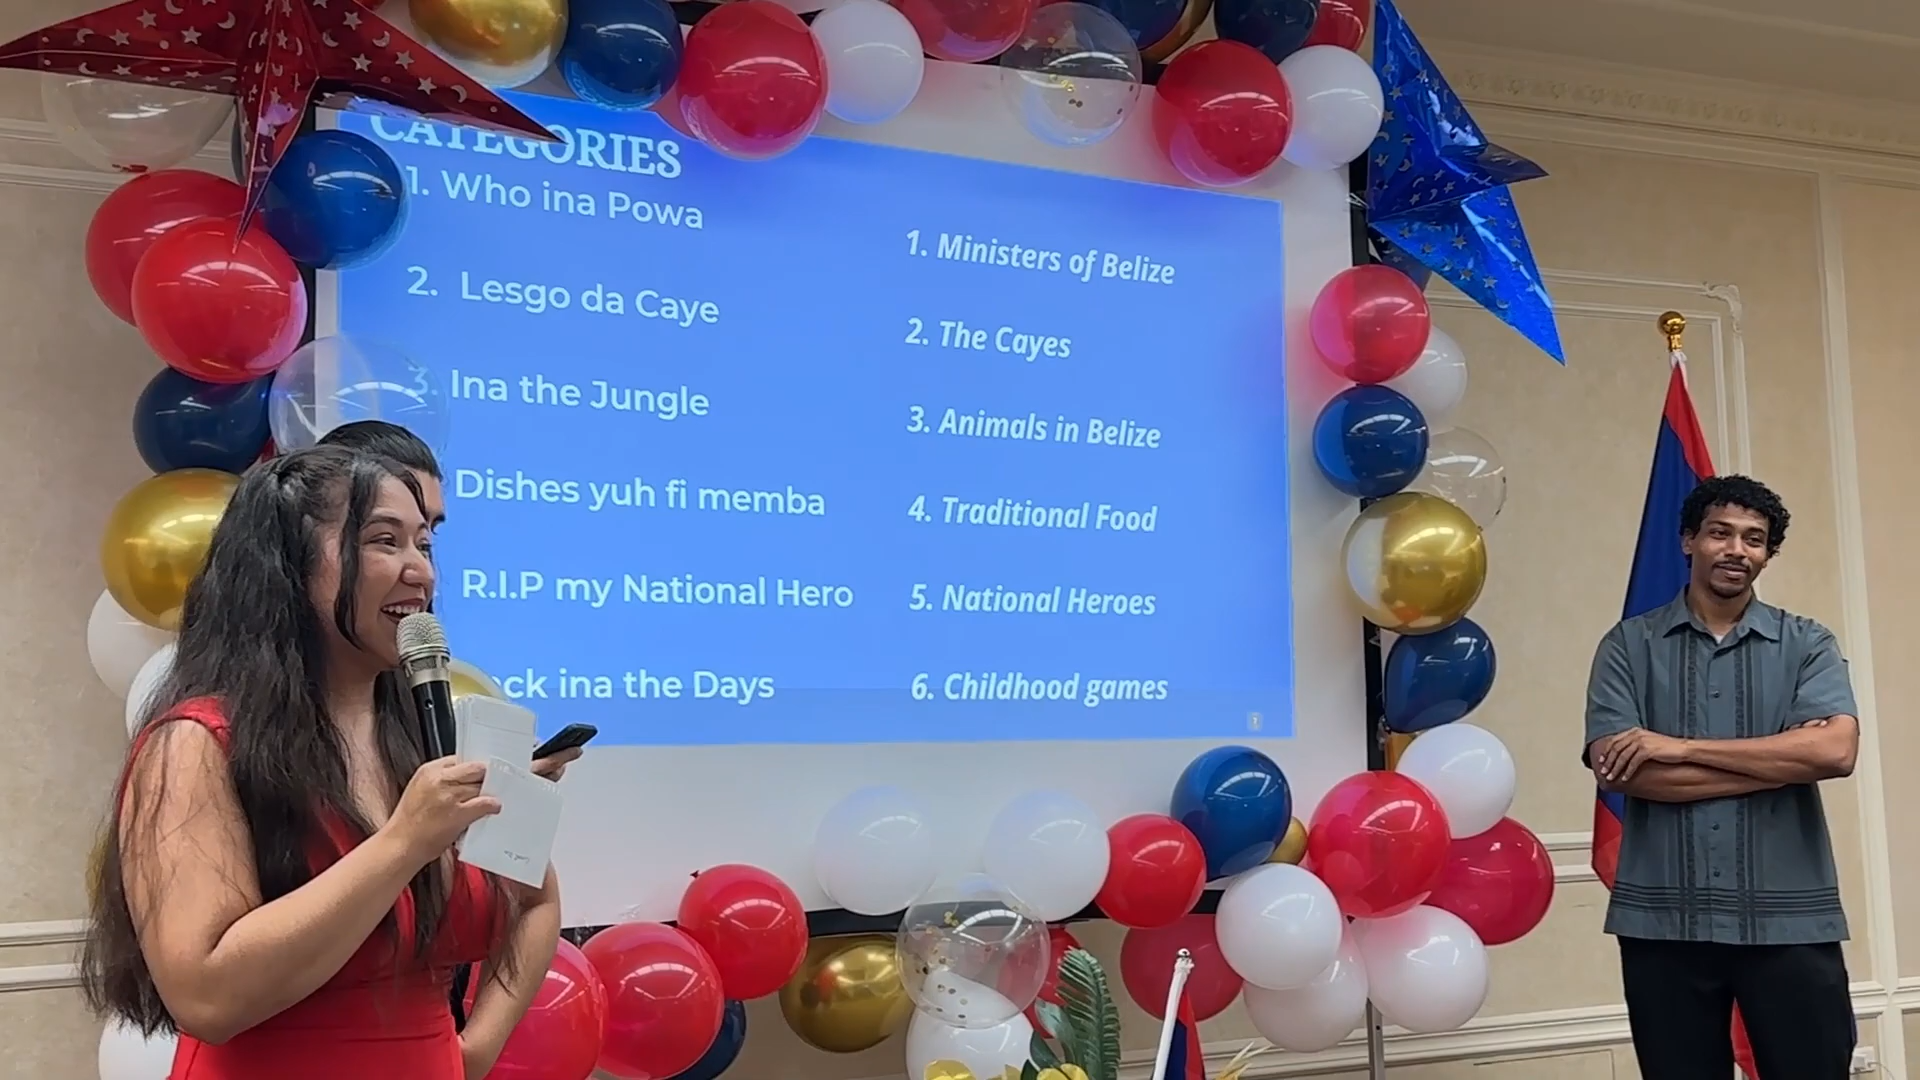 CATEGORIES
1. Who ina Powa
2. Lesgo da Caye
3. Ina the Jungle
Dishes yuh fi memba
R.I.P my National Hero
ck ina the Days
1. Ministers of Belize
2. The Cayes
3. Animals in Belize
4. Traditional Food
5. National Heroes
6. Childhood games